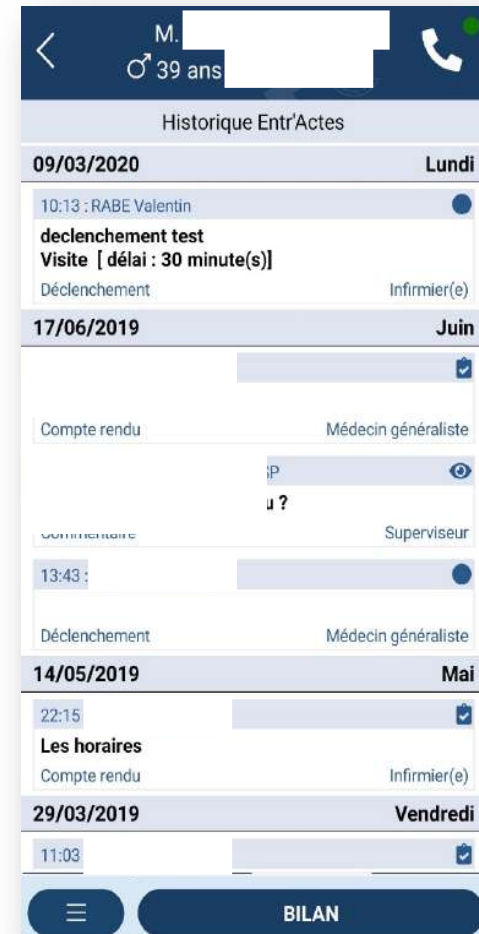 M.
39 ans
Historique Entr'Actes
09/03/2020 Lundi
10:13 : RABE Valentin
declenchement test
Visite [ délai : 30 minute(s)]
Déclenchement Infirmier(e)
17/06/2019 Juin
Compte rendu Médecin généraliste
u ?
Commentaire Superviseur
13:43 :
Déclenchement Médecin généraliste
14/05/2019 Mai
22:15
Les horaires
Compte rendu Infirmier(e)
29/03/2019 Vendredi
11:03
BILAN